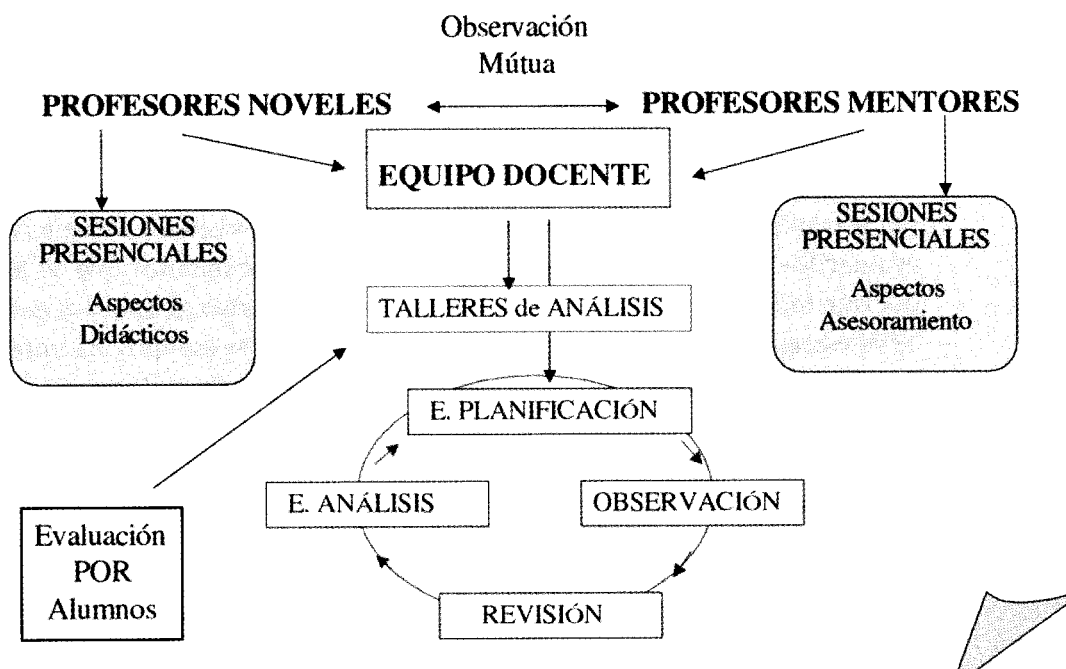 Observación
Mútua
PROFESORES NOVELES
PROFESORES MENTORES
EQUIPO DOCENTE
SESIONES
PRESENCIALES
Aspectos
Didácticos
SESIONES
PRESENCIALES
Aspectos
Asesoramiento
TALLERES de ANÁLISIS
E. PLANIFICACIÓN
E. ANÁLISIS
OBSERVACIÓN
REVISIÓN
Evaluación
POR
Alumnos